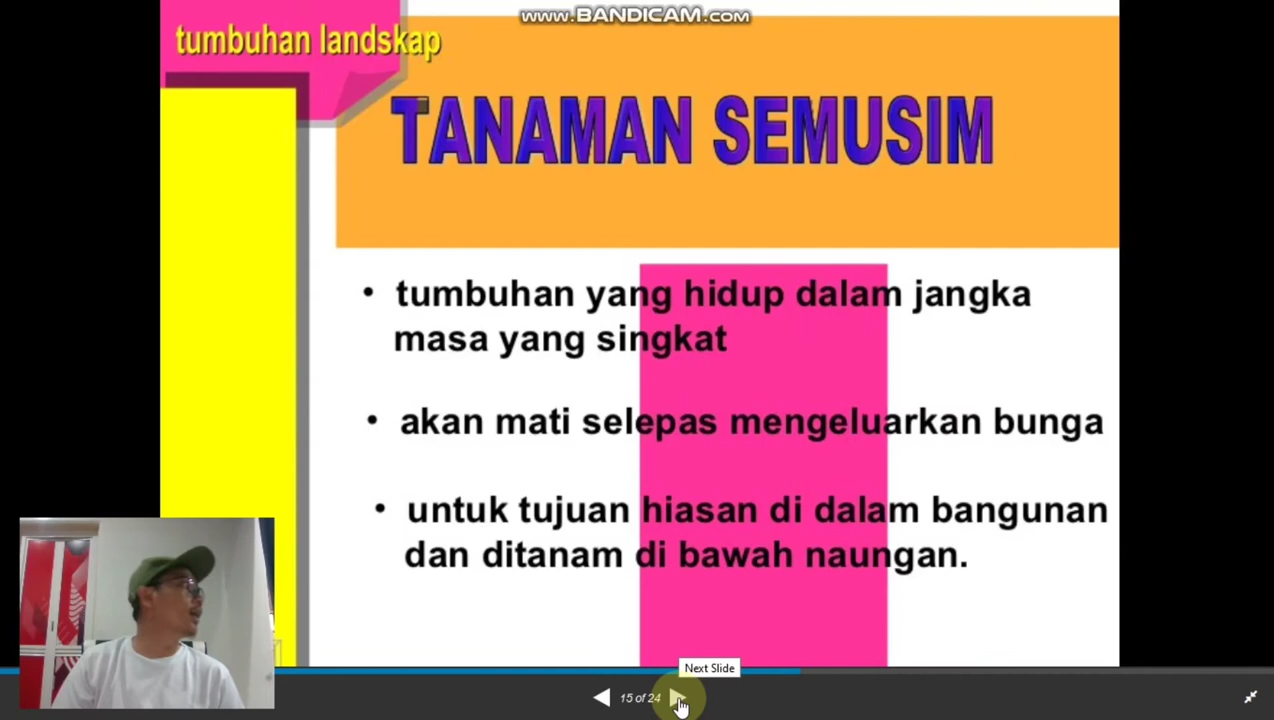 www.BANDICAM.com
tumbuhan landskap
TANAMAN SEMUSIM
• tumbuhan yang hidup dalam jangka
masa yang singkat
• akan mati selepas mengeluarkan bunga
• untuk tujuan hiasan di dalam bangunan
dan ditanam di bawah naungan.
Next Slide
15 of 24